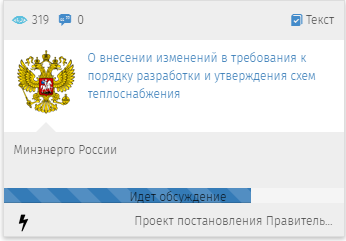 319 0 Текст
О внесении изменений в требования к
порядку разработки и утверждения схем
теплоснабжения
Минэнерго России
Идет обсуждение
Проект постановления Правитель...